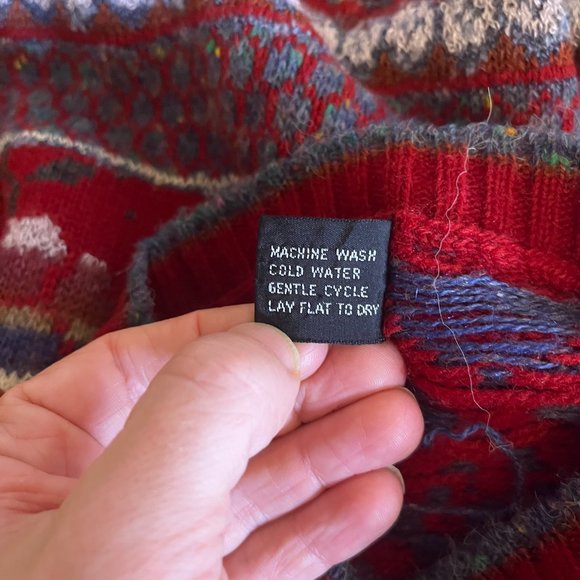 MACHINE WASH
COLD WATER
GENTLE CYCLE
LAY FLAT TO DRY